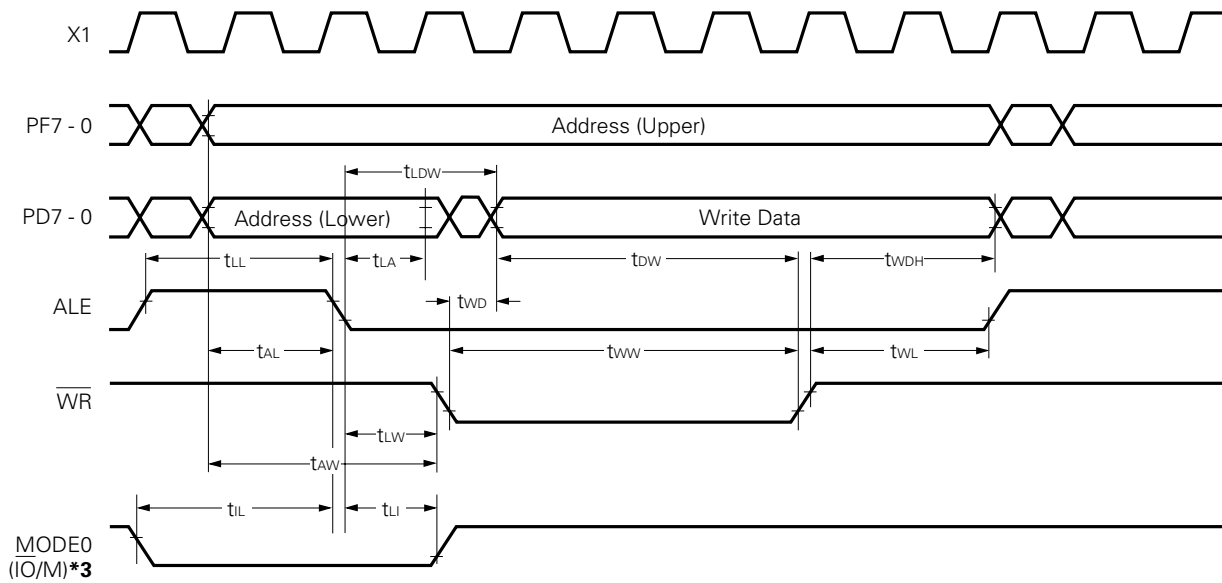 X1
PF7 - 0
Address (Upper)
tLDW
PD7 - 0
Address (Lower)
Write Data
tLL
tLA
tDW
tWDH
ALE
tWD
tAL
tWW
tWL
WR
tLW
tAW
tIL
tLI
MODE0
(IO/M)*3